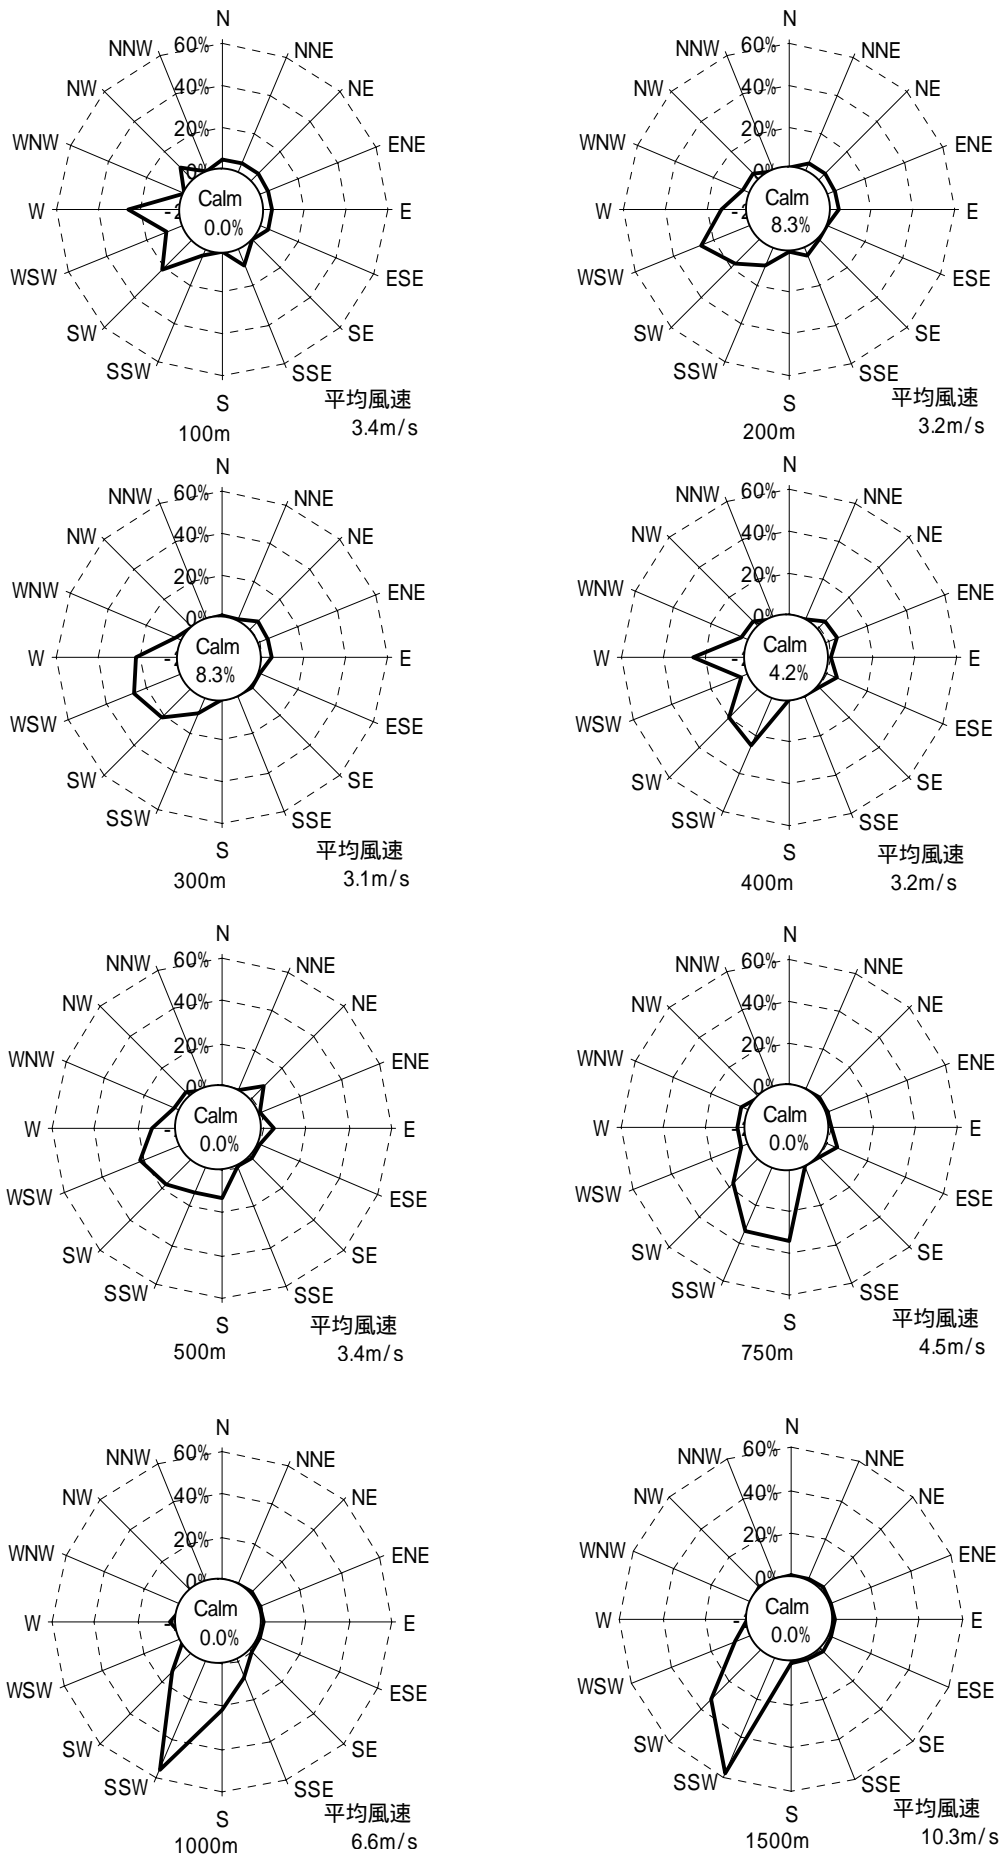 N
NNW 60% NNE
NW 40% NE
WNW 20% ENE
0%
W -2 Calm E
0.0%
WSW ESE
SW SE
SSW SSE
S 平均風速
100m 3.4m/s
N
NNW 60% NNE
NW 40% NE
WNW 20% ENE
0%
W -2 Calm E
8.3%
WSW ESE
SW SE
SSW SSE
S 平均風速
200m 3.2m/s
N
NNW 60% NNE
NW 40% NE
WNW 20% ENE
0%
W -2 Calm E
8.3%
WSW ESE
SW SE
SSW SSE
S 平均風速
300m 3.1m/s
N
NNW 60% NNE
NW 40% NE
WNW 20% ENE
0%
W -2 Calm E
4.2%
WSW ESE
SW SE
SSW SSE
S 平均風速
400m 3.2m/s
N
NNW 60% NNE
NW 40% NE
WNW 20% ENE
0%
W - Calm E
0.0%
WSW ESE
SW SE
SSW SSE
S 平均風速
500m 3.4m/s
N
NNW 60% NNE
NW 40% NE
WNW 20% ENE
0%
W - Calm E
0.0%
WSW ESE
SW SE
SSW SSE
S 平均風速
750m 4.5m/s
N
NNW 60% NNE
NW 40% NE
WNW 20% ENE
0%
W - Calm E
0.0%
WSW ESE
SW SE
SSW SSE
S 平均風速
1000m 6.6m/s
N
NNW 60% NNE
NW 40% NE
WNW 20% ENE
0%
W - Calm E
0.0%
WSW ESE
SW SE
SSW SSE
S 平均風速
1500m 10.3m/s